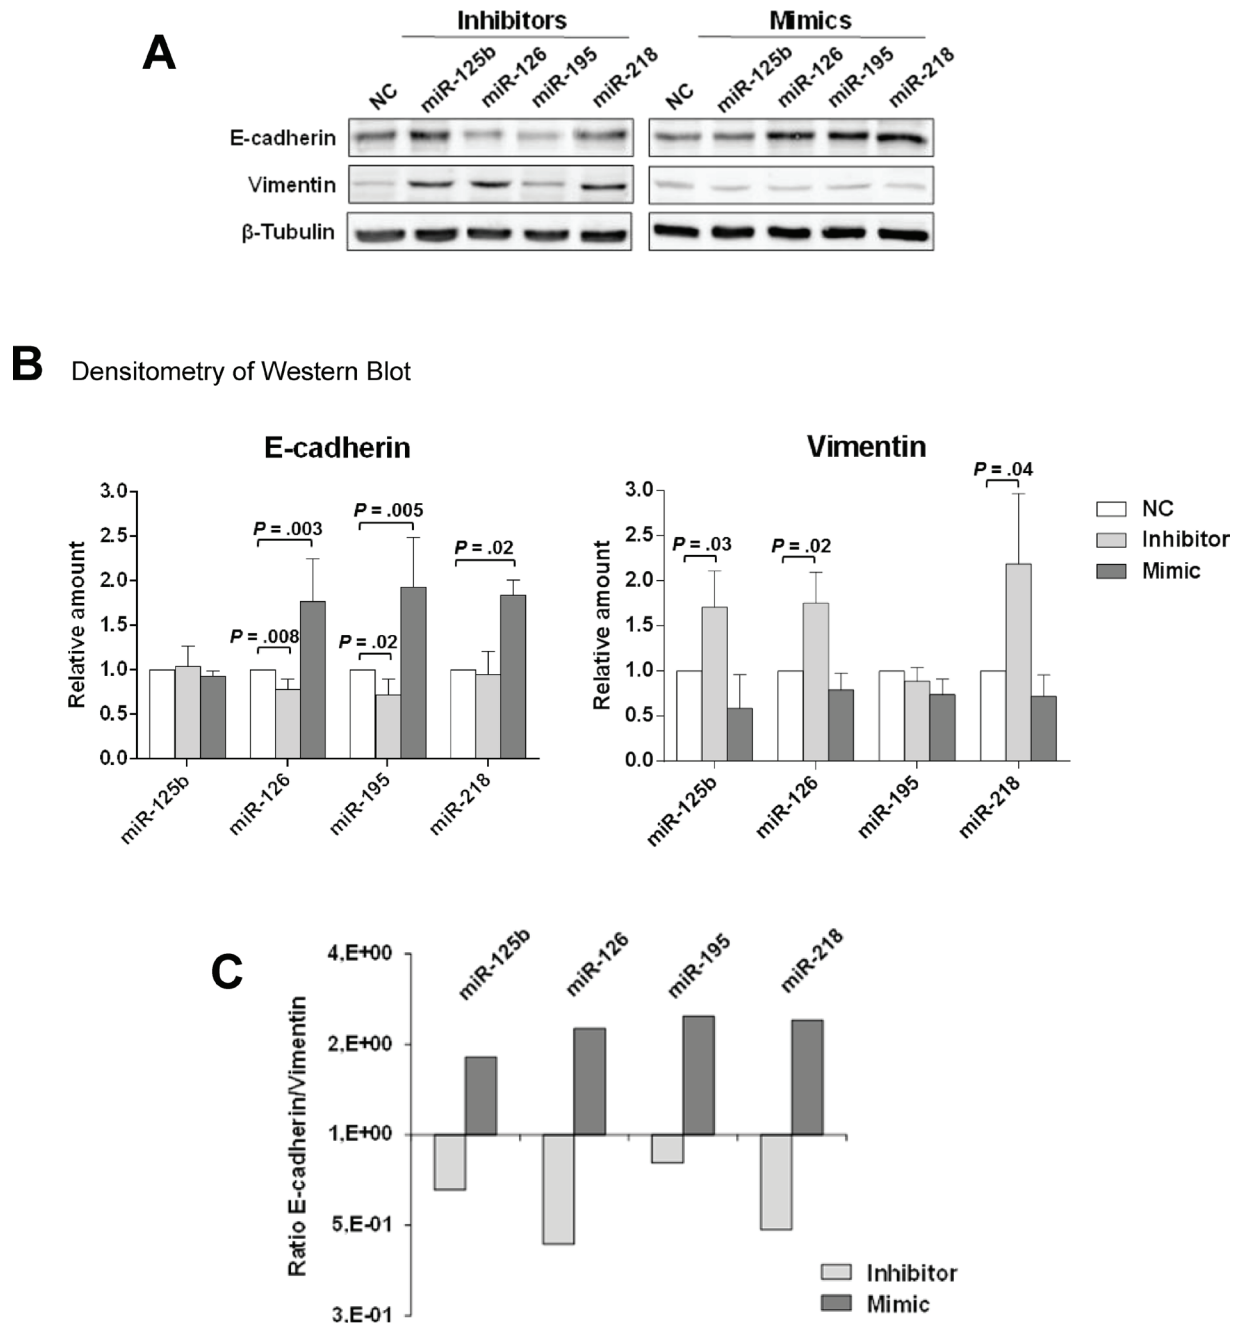 A
Inhibitors
Mimics
NC
miR-125b
miR-126
miR-195
miR-218
NC
miR-125b
miR-126
miR-195
miR-218
E-cadherin
Vimentin
β-Tubulin
B
Densitometry of Western Blot
E-cadherin
Relative amount
3.0
2.5
2.0
1.5
1.0
0.5
0.0
P = .008
P = .003
P = .02
P = .005
P = .02
miR-125b
miR-126
miR-195
miR-218
Vimentin
Relative amount
3.0
2.5
2.0
1.5
1.0
0.5
0.0
P = .03
P = .02
P = .04
miR-125b
miR-126
miR-195
miR-218
NC
Inhibitor
Mimic
C
Ratio E-cadherin/Vimentin
4,E+00
2,E+00
1,E+00
5,E-01
3,E-01
miR-125b
miR-126
miR-195
miR-218
Inhibitor
Mimic